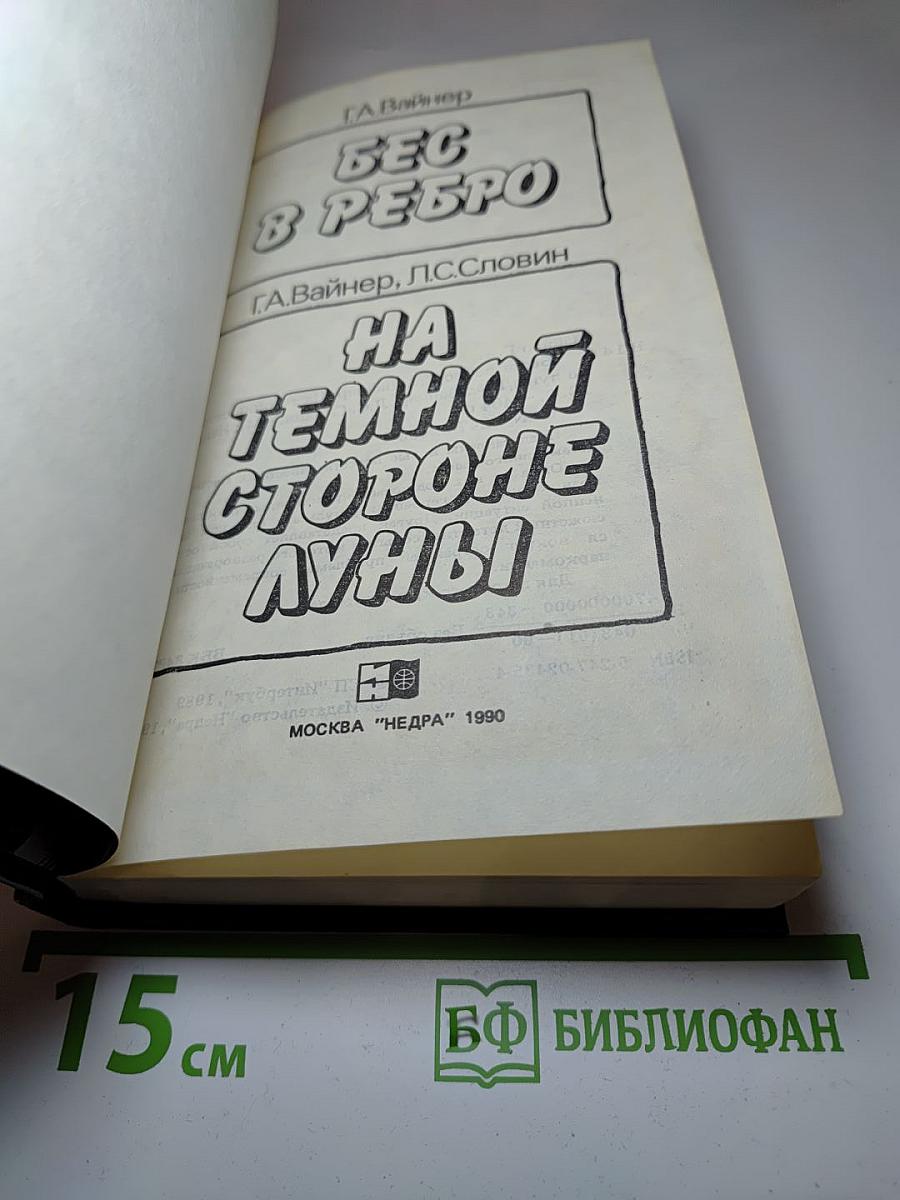 Г.А.Вайнер
БЕС
В РЕБРО
Г.А.Вайнер, Л.С.Словин
НА
ТЕМНОЙ
СТОРОНЕ
ЛУНЫ
МОСКВА "НЕДРА" 1990
15 см
БФ БИБЛИОФАН